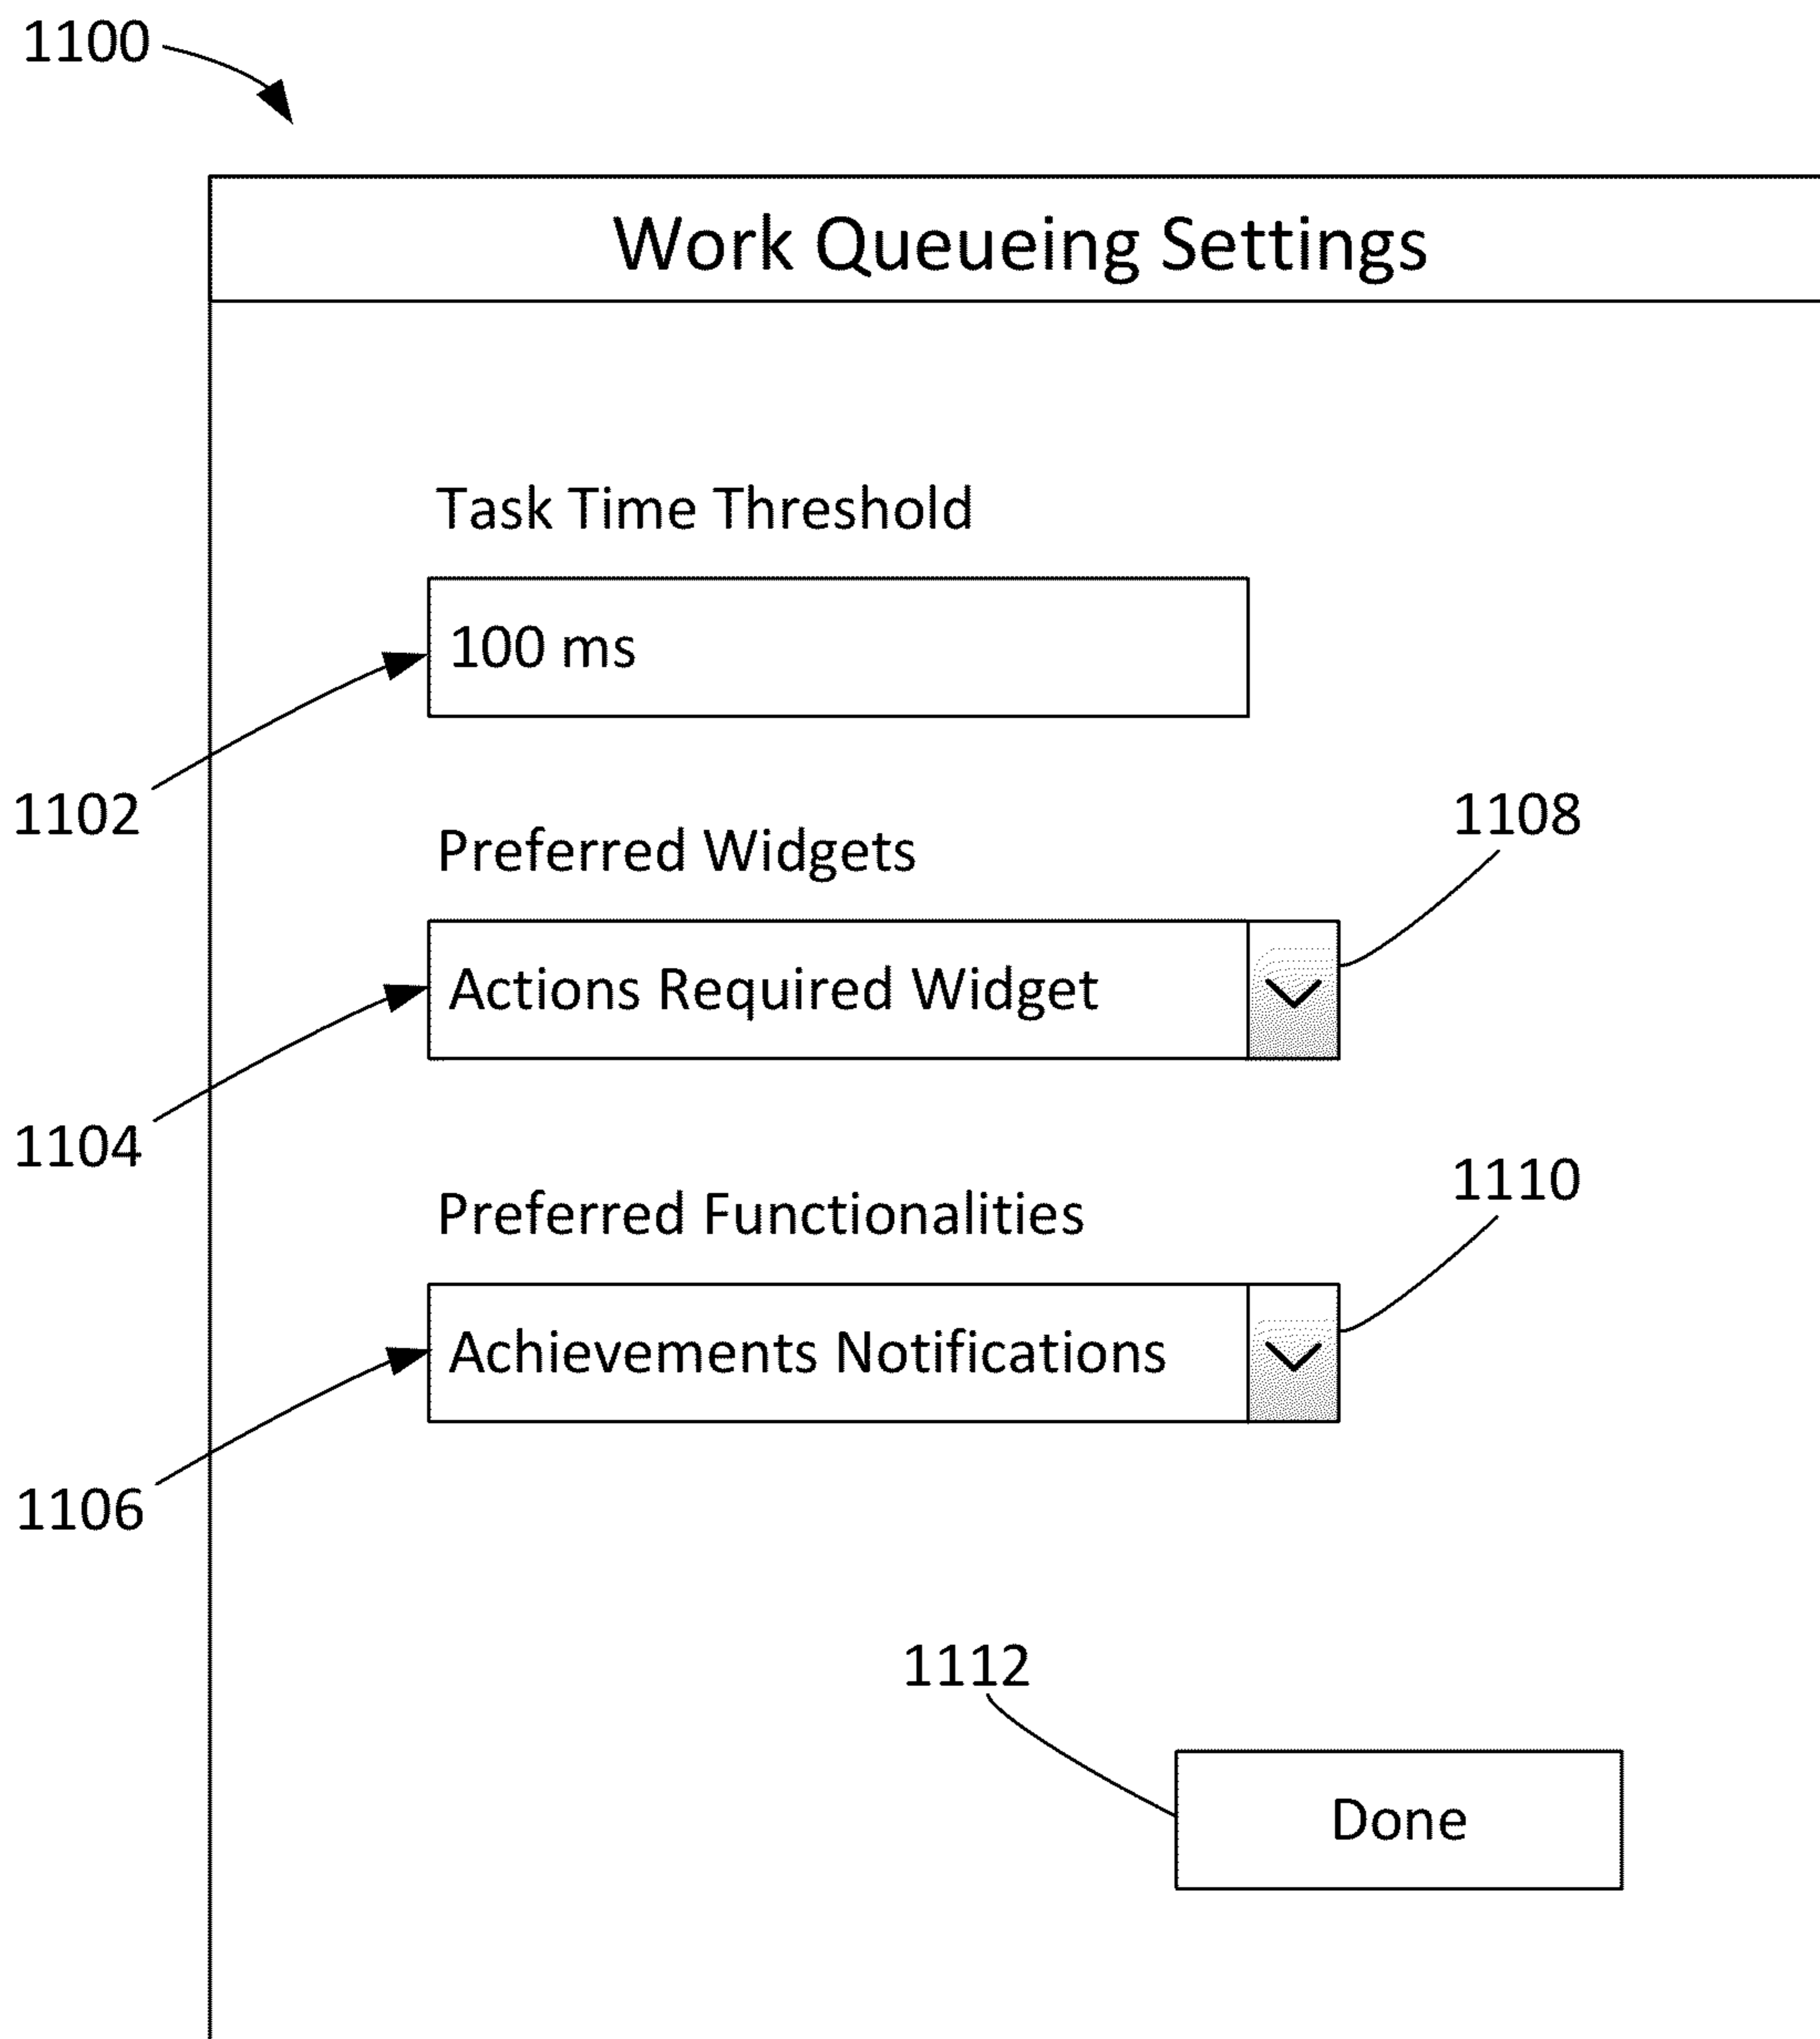 1100
Work Queueing Settings
Task Time Threshold
100 ms
1102
1108
Preferred Widgets
Actions Required Widget
1104
1110
Preferred Functionalities
Achievements Notifications
1106
1112
Done